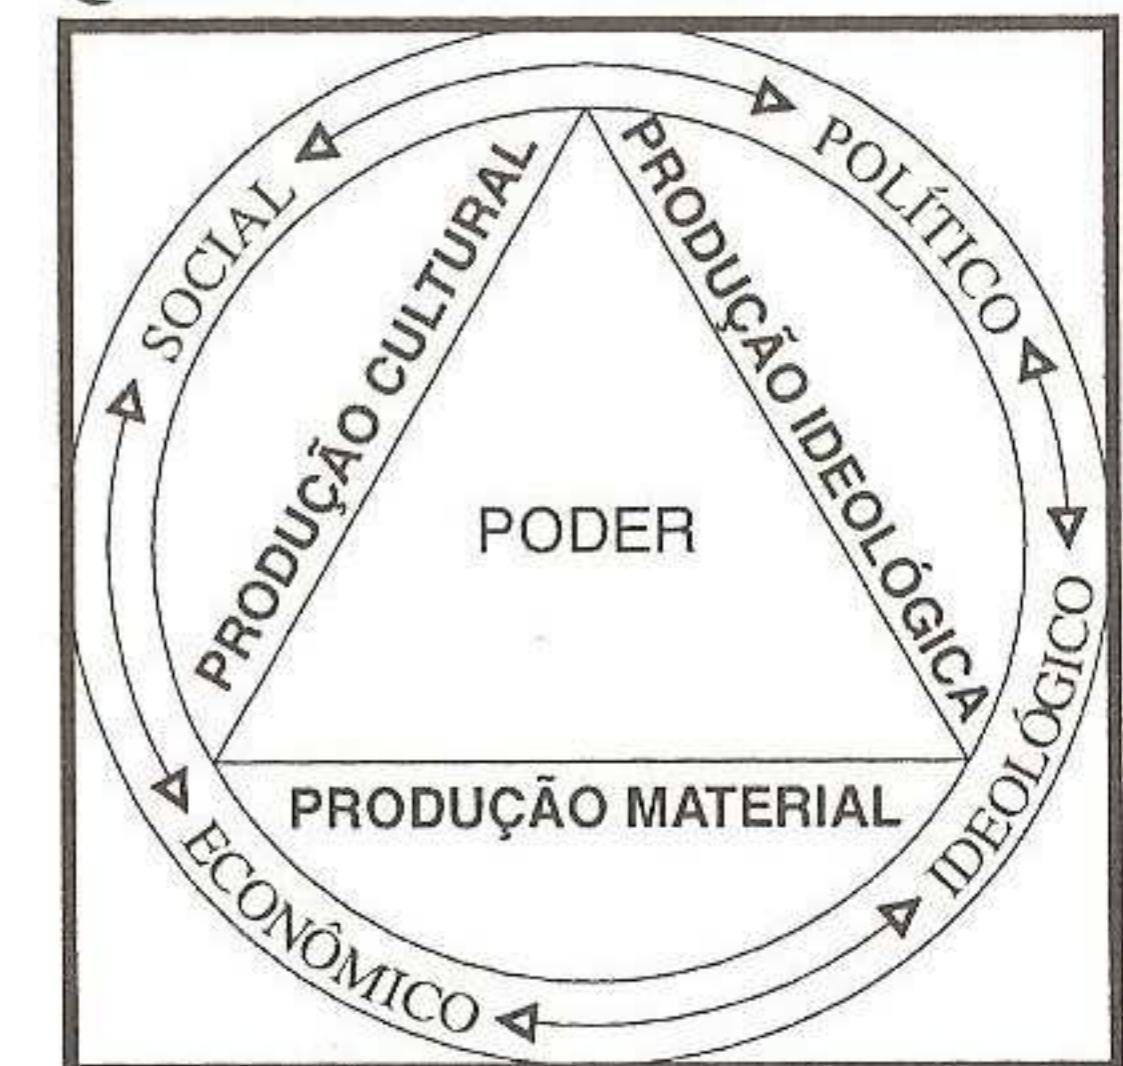 SOCIAL
POLÍTICO
PRODUÇÃO CULTURAL
PRODUÇÃO IDEOLÓGICA
PODER
IDEOLÓGICO
PRODUÇÃO MATERIAL
ECONÔMICO